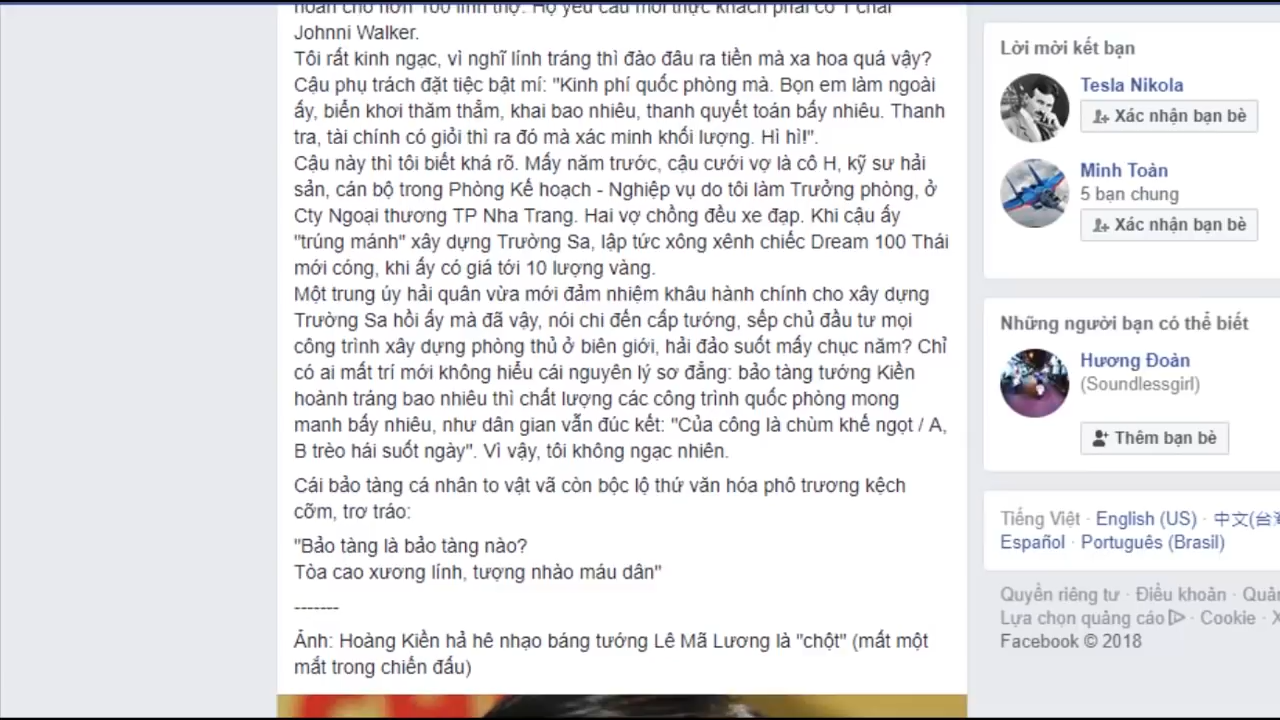 hoàn cho hơn 100 lính thợ. Họ yêu cầu mỗi thực khách phải có 1 chai
Johnni Walker.
Tôi rất kinh ngạc, vì nghĩ lính tráng thì đào đâu ra tiền mà xa hoa quá vậy?
Cậu phụ trách đặt tiệc bật mí: "Kinh phí quốc phòng mà. Bọn em làm ngoài
ấy, biển khơi thăm thẳm, khai bao nhiêu, thanh quyết toán bấy nhiêu. Thanh
tra, tài chính có giỏi thì ra đó mà xác minh khối lượng. Hì hì!".
Cậu này thì tôi biết khá rõ. Mấy năm trước, cậu cưới vợ là cô H, kỹ sư hải
sản, cán bộ trong Phòng Kế hoạch - Nghiệp vụ do tôi làm Trưởng phòng, ở
Cty Ngoại thương TP Nha Trang. Hai vợ chồng đều xe đạp. Khi cậu ấy
"trúng mánh" xây dựng Trường Sa, lập tức xông xênh chiếc Dream 100 Thái
mới cóng, khi ấy có giá tới 10 lượng vàng.
Một trung úy hải quân vừa mới đảm nhiệm khâu hành chính cho xây dựng
Trường Sa hồi ấy mà đã vậy, nói chi đến cấp tướng, sếp chủ đầu tư mọi
công trình xây dựng phòng thủ ở biên giới, hải đảo suốt mấy chục năm? Chỉ
có ai mất trí mới không hiểu cái nguyên lý sơ đẳng: bảo tàng tướng Kiền
hoành tráng bao nhiêu thì chất lượng các công trình quốc phòng mong
manh bấy nhiêu, như dân gian vẫn đúc kết: "Của công là chùm khế ngọt / A,
B trèo hái suốt ngày". Vì vậy, tôi không ngạc nhiên.
Cái bảo tàng cá nhân to vật vã còn bộc lộ thứ văn hóa phô trương kệch
cỡm, trơ tráo:
"Bảo tàng là bảo tàng nào?
Tòa cao xương lính, tượng nhào máu dân"
-------
Ảnh: Hoàng Kiền hả hê nhạo báng tướng Lê Mã Lương là "chột" (mất một
mắt trong chiến đấu)
Lời mời kết bạn
Tesla Nikola
Xác nhận bạn bè
Minh Toàn
5 bạn chung
Xác nhận bạn bè
Những người bạn có thể biết
Hương Đoàn
(Soundlessgirl)
Thêm bạn bè
Tiếng Việt · English (US) · 中文(台
Español · Português (Brasil)
Quyền riêng tư · Điều khoản · Quản
Lựa chọn quảng cáo · Cookie ·
Facebook © 2018